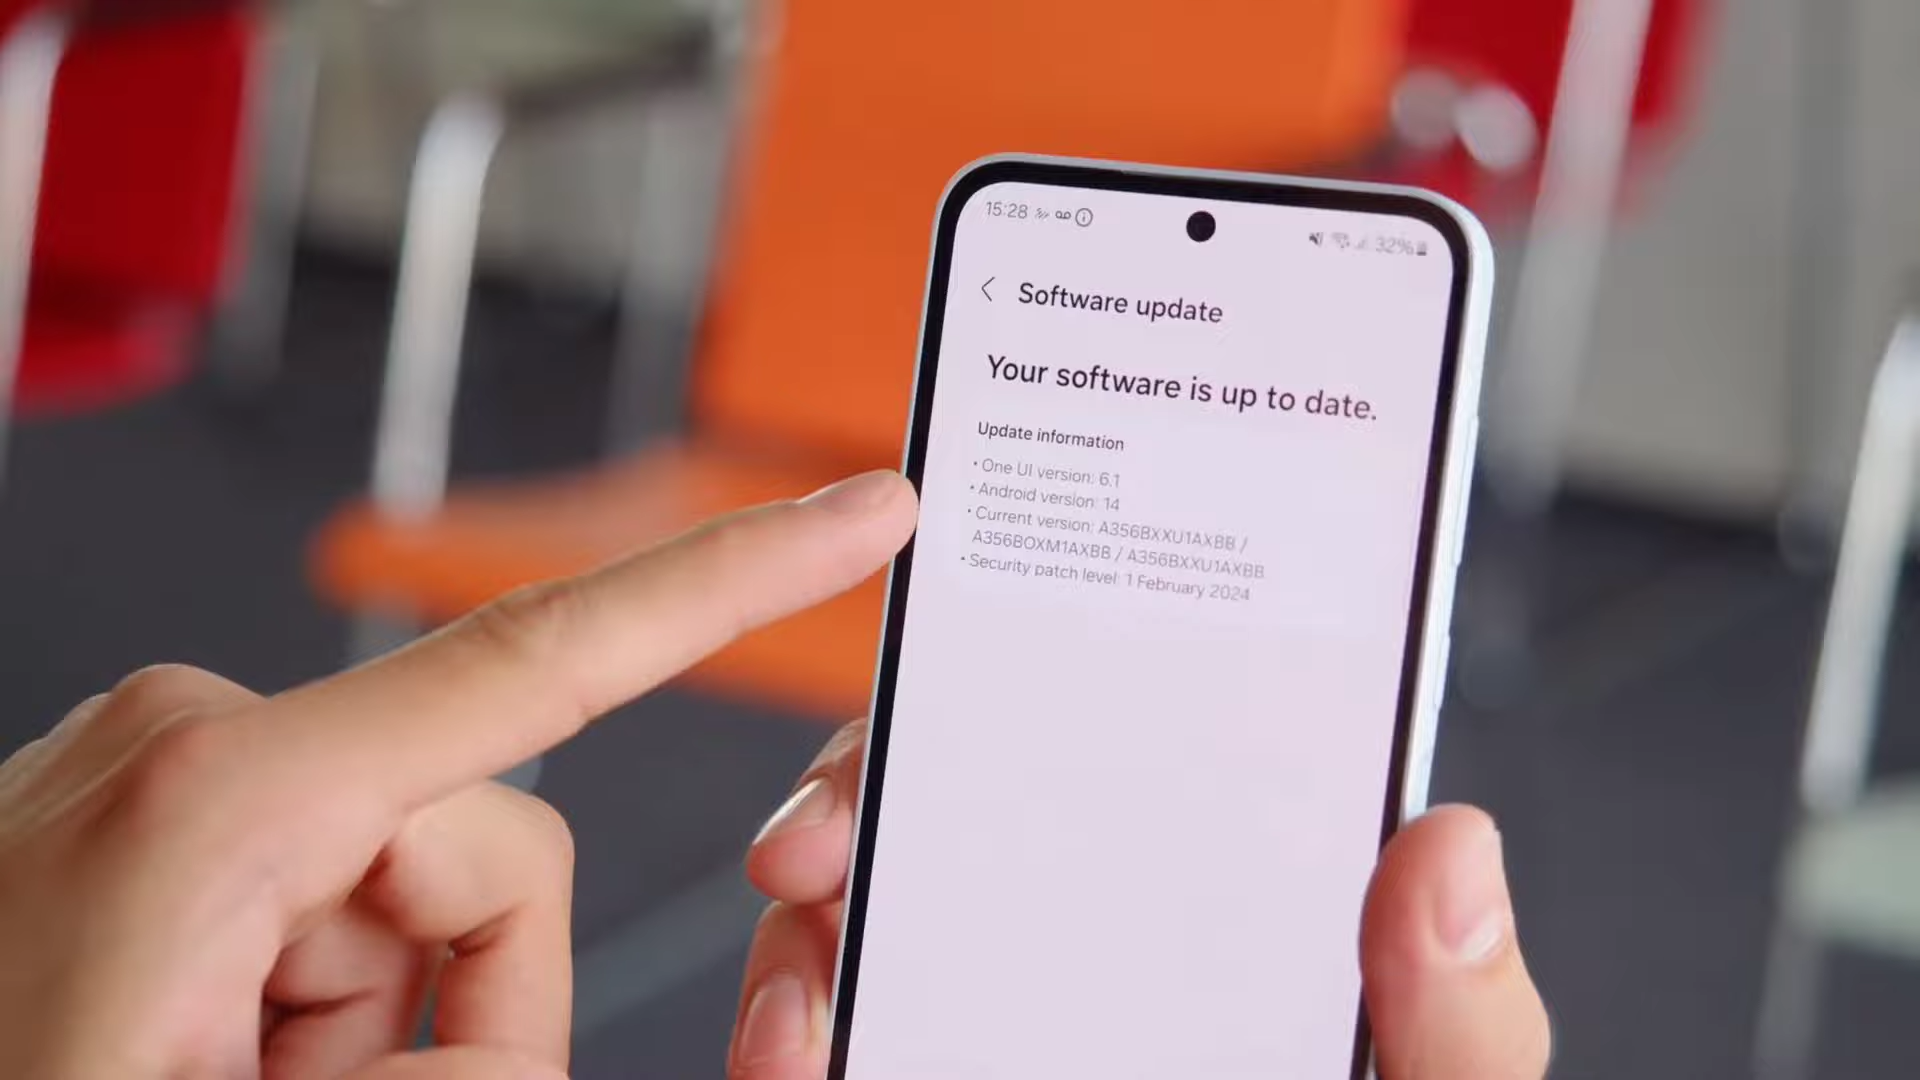 15:28
32%
Software update
Your software is up to date.
Update information
• One UI version: 6.1
• Android version: 14
• Current version: A356BXXU1AXBB /
A356BOXM1AXBB / A356BXXU1AXBB
• Security patch level: 1 February 2024